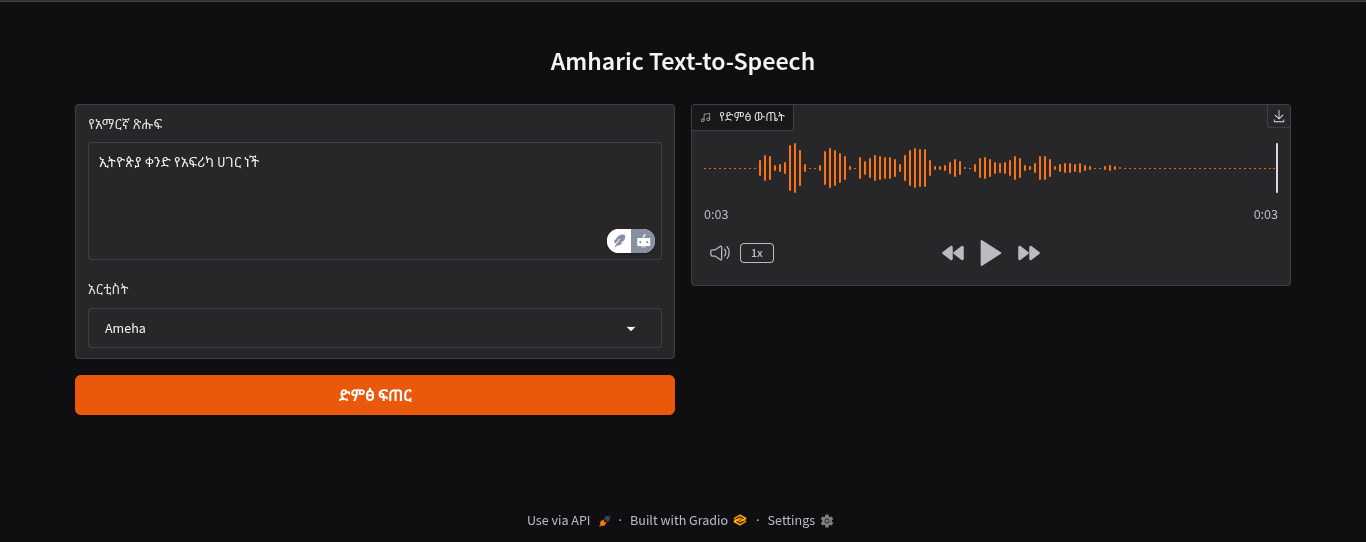 Amharic Text-to-Speech
የአማርኛ ጽሑፍ
ኢትዮጵያ ቀንድ የአፍሪካ ሀገር ነች
አርቲስት
Ameha
ድምፅ ፍጠር
የድምፅ ውጤት
0:03
0:03
1x
Use via API · Built with Gradio · Settings